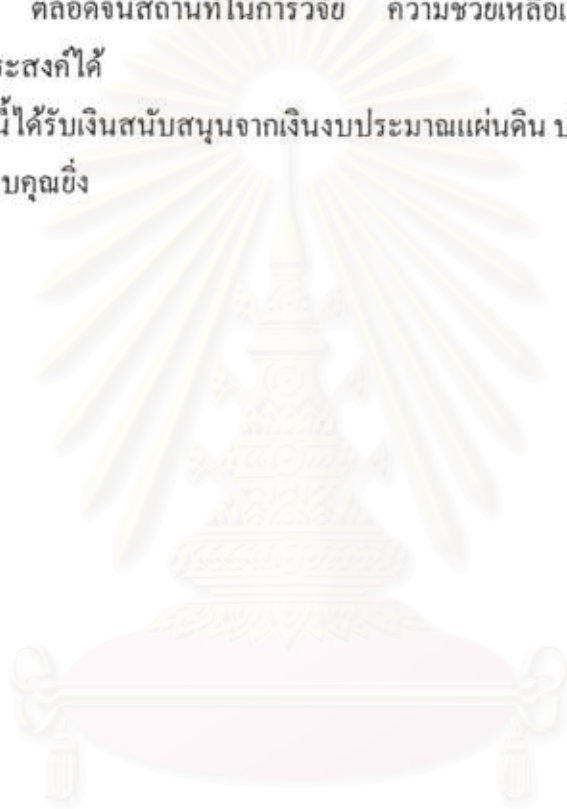 ตลอดจนสถานที่ในการวิจัย ความช่วยเหลือ
ระสงค์ได้
นี้ได้รับเงินสนับสนุนจากเงินงบประมาณแผ่นดิน
บคุณยิ่ง